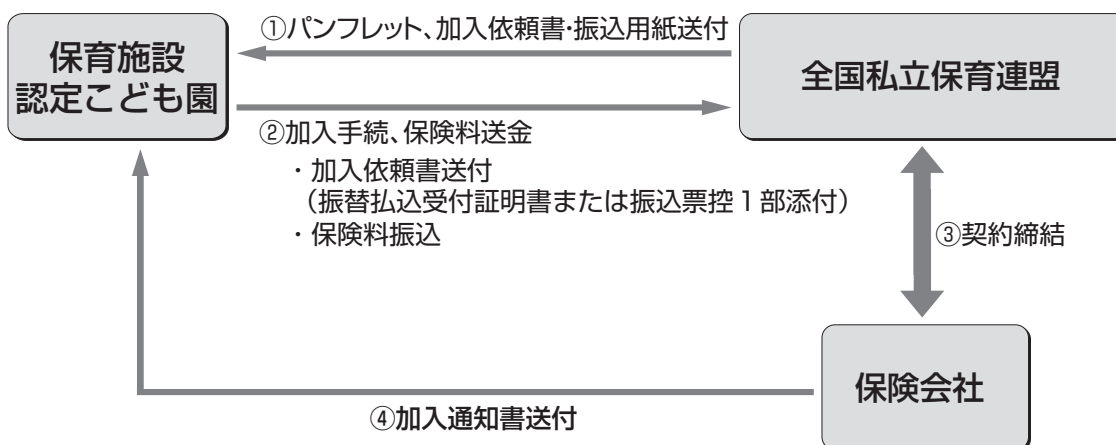 ①パンフレット、加入依頼書・振込用紙送付
保育施設
認定こども園
全国私立保育連盟
②加入手続、保険料送金
・加入依頼書送付
（振替払込受付証明書または振込票控１部添付）
・保険料振込
③契約締結
保険会社
④加入通知書送付